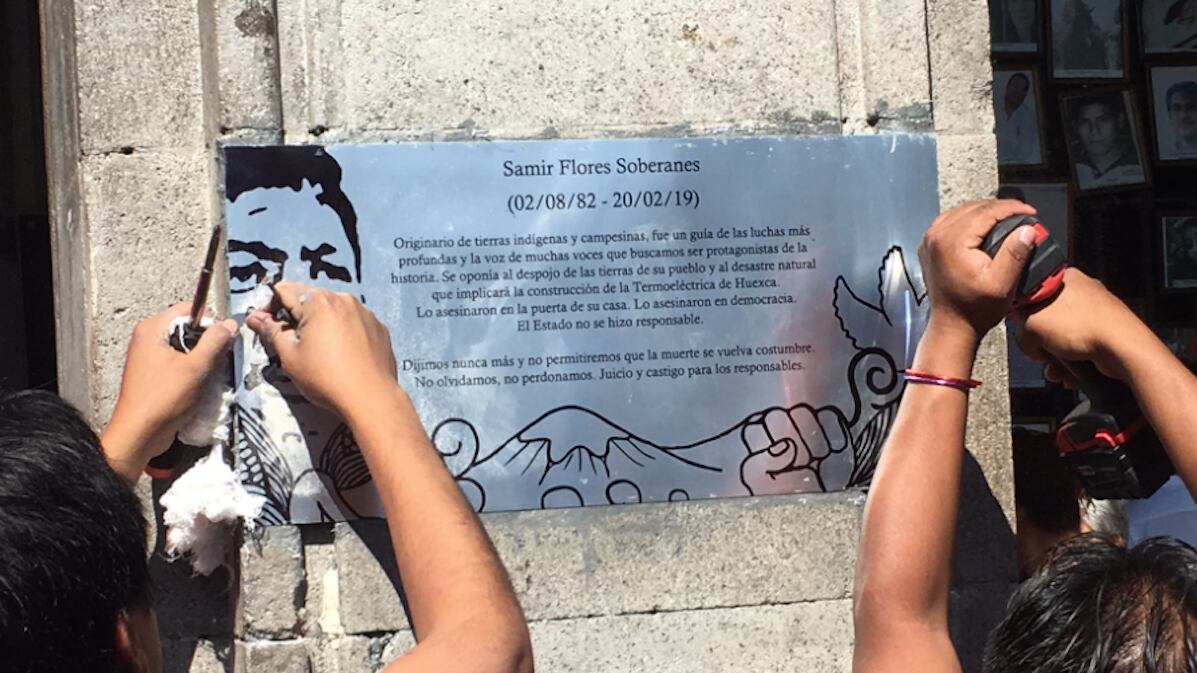 Samir Flores Soberanes
(02/08/82 - 20/02/19)
Originario de tierras indígenas y campesinas, fue un guía de las luchas más
profundas y la voz de muchas voces que buscamos ser protagonistas de la
historia. Se oponía al despojo de las tierras de su pueblo y al desastre natural
que implicará la construcción de la Termoeléctrica de Huexca.
Lo asesinaron en la puerta de su casa. Lo asesinaron en democracia.
El Estado no se hizo responsable.
Dijimos nunca más y no permitiremos que la muerte se vuelva costumbre.
No olvidamos, no perdonamos. Juicio y castigo para los responsables.